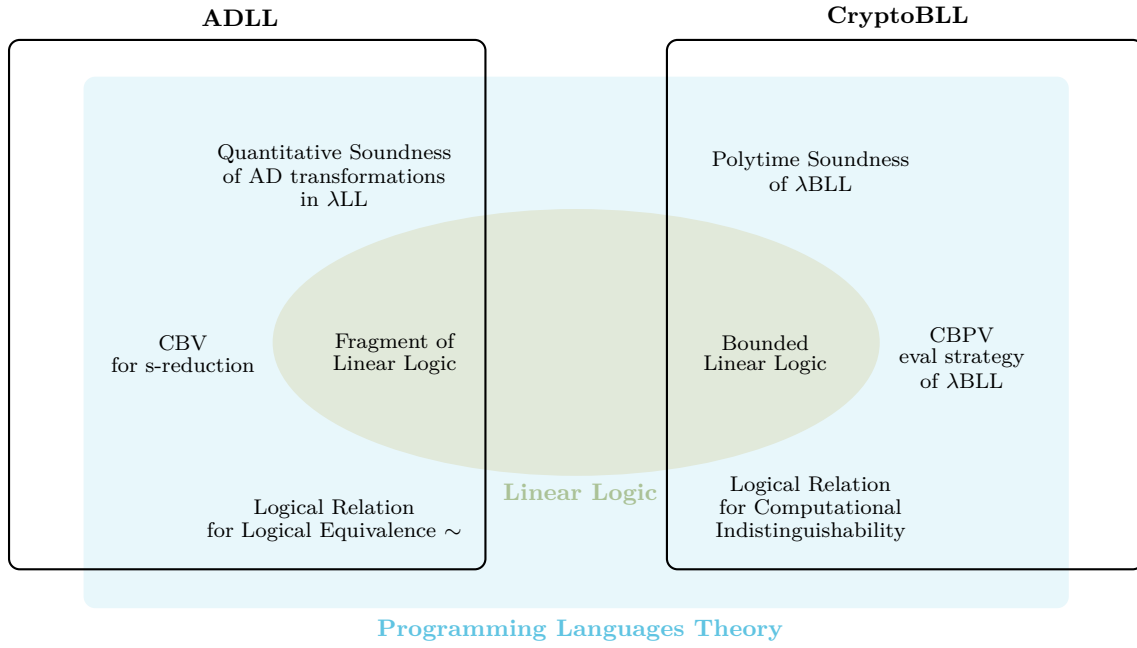 ADLL
CryptoBLL
Quantitative Soundness
of AD transformations
in λLL
Polytime Soundness
of λBLL
CBV
for s-reduction
Fragment of
Linear Logic
Bounded
Linear Logic
CBPV
eval strategy
of λBLL
Linear Logic
Logical Relation
for Logical Equivalence ∼
Logical Relation
for Computational
Indistinguishability
Programming Languages Theory